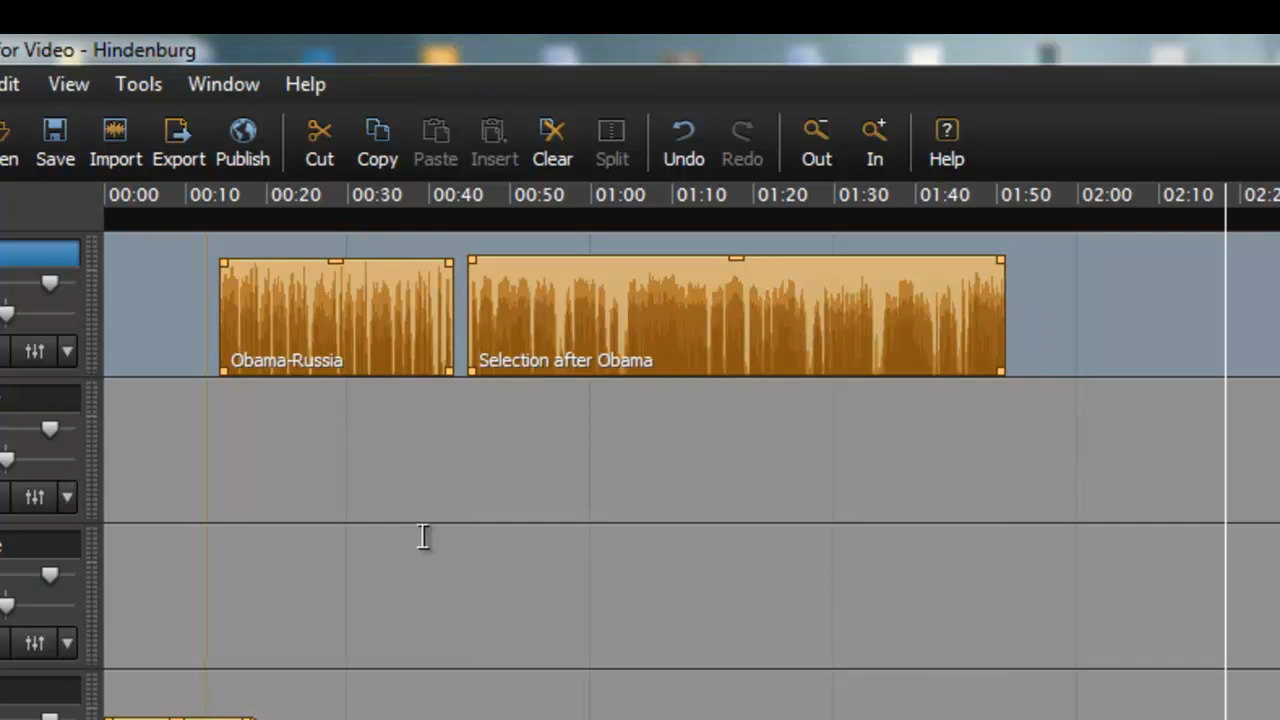 for Video - Hindenburg
dit View Tools Window Help
en Save Import Export Publish Cut Copy Paste Insert Clear Split Undo Redo Out In Help
00:00 00:10 00:20 00:30 00:40 00:50 01:00 01:10 01:20 01:30 01:40 01:50 02:00 02:10 02:2
Obama-Russia Selection after Obama